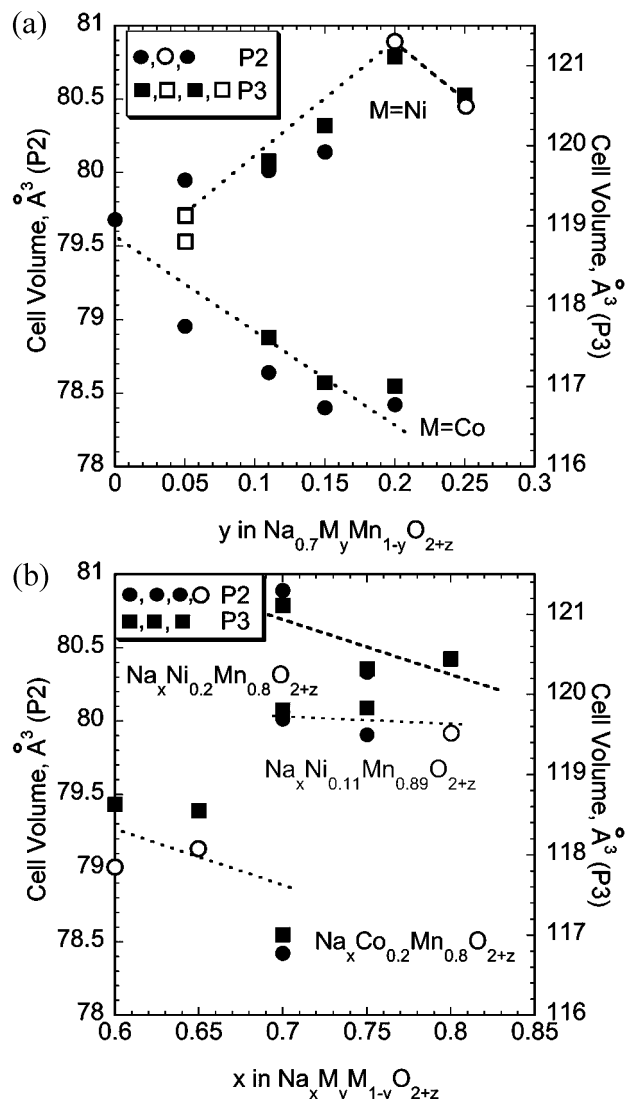 (a)
81
80.5
80
79.5
79
78.5
78
Cell Volume, Å³ (P2)
●,○,● P2
■,□,■,□ P3
M=Ni
M=Co
121
120
119
118
117
116
Cell Volume, Å³ (P3)
0 0.05 0.1 0.15 0.2 0.25 0.3
y in Na0.7MyMn1-yO2+z
(b)
81
80.5
80
79.5
79
78.5
78
Cell Volume, Å³ (P2)
●,●,●,○ P2
■,■,■ P3
NaxNi0.2Mn0.8O2+z
NaxNi0.11Mn0.89O2+z
NaxCo0.2Mn0.8O2+z
121
120
119
118
117
116
Cell Volume, Å³ (P3)
0.6 0.65 0.7 0.75 0.8 0.85
x in NaxMyM1-yO2+z